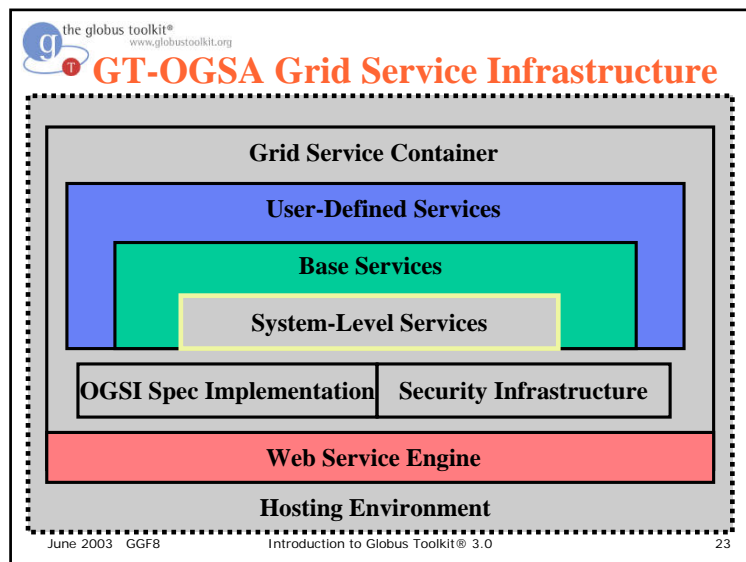 the globus toolkit®
www.globustoolkit.org
g
T
GT-OGSA Grid Service Infrastructure
Grid Service Container
User-Defined Services
Base Services
System-Level Services
OGSI Spec Implementation
Security Infrastructure
Web Service Engine
Hosting Environment
June 2003 GGF8
Introduction to Globus Toolkit® 3.0
23